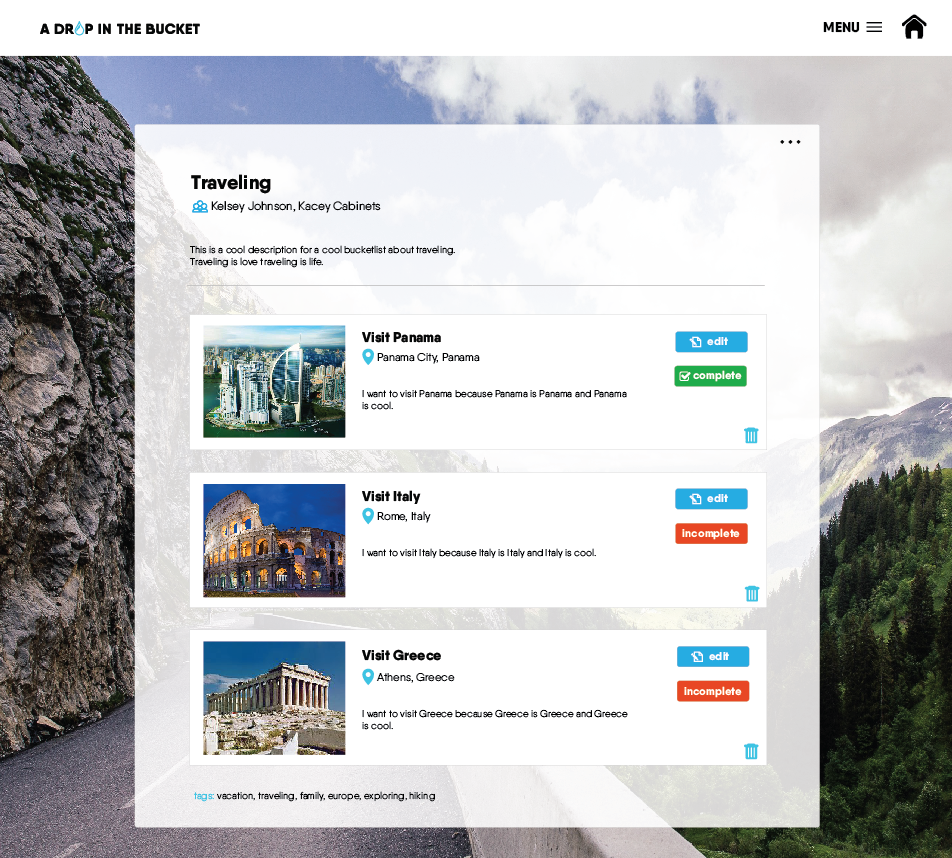 A DROP IN THE BUCKET
MENU
Traveling
Kelsey Johnson, Kacey Cabinets
This is a cool description for a cool bucketlist about traveling.
Traveling is love traveling is life.
Visit Panama
edit
Panama City, Panama
complete
I want to visit Panama because Panama is Panama and Panama
is cool.
Visit Italy
edit
Rome, Italy
Incomplete
I want to visit Italy because Italy is Italy and Italy is cool.
Visit Greece
edit
Athens, Greece
Incomplete
I want to visit Greece because Greece is Greece and Greece
is cool.
tags: vacation, traveling, family, europe, exploring, hiking